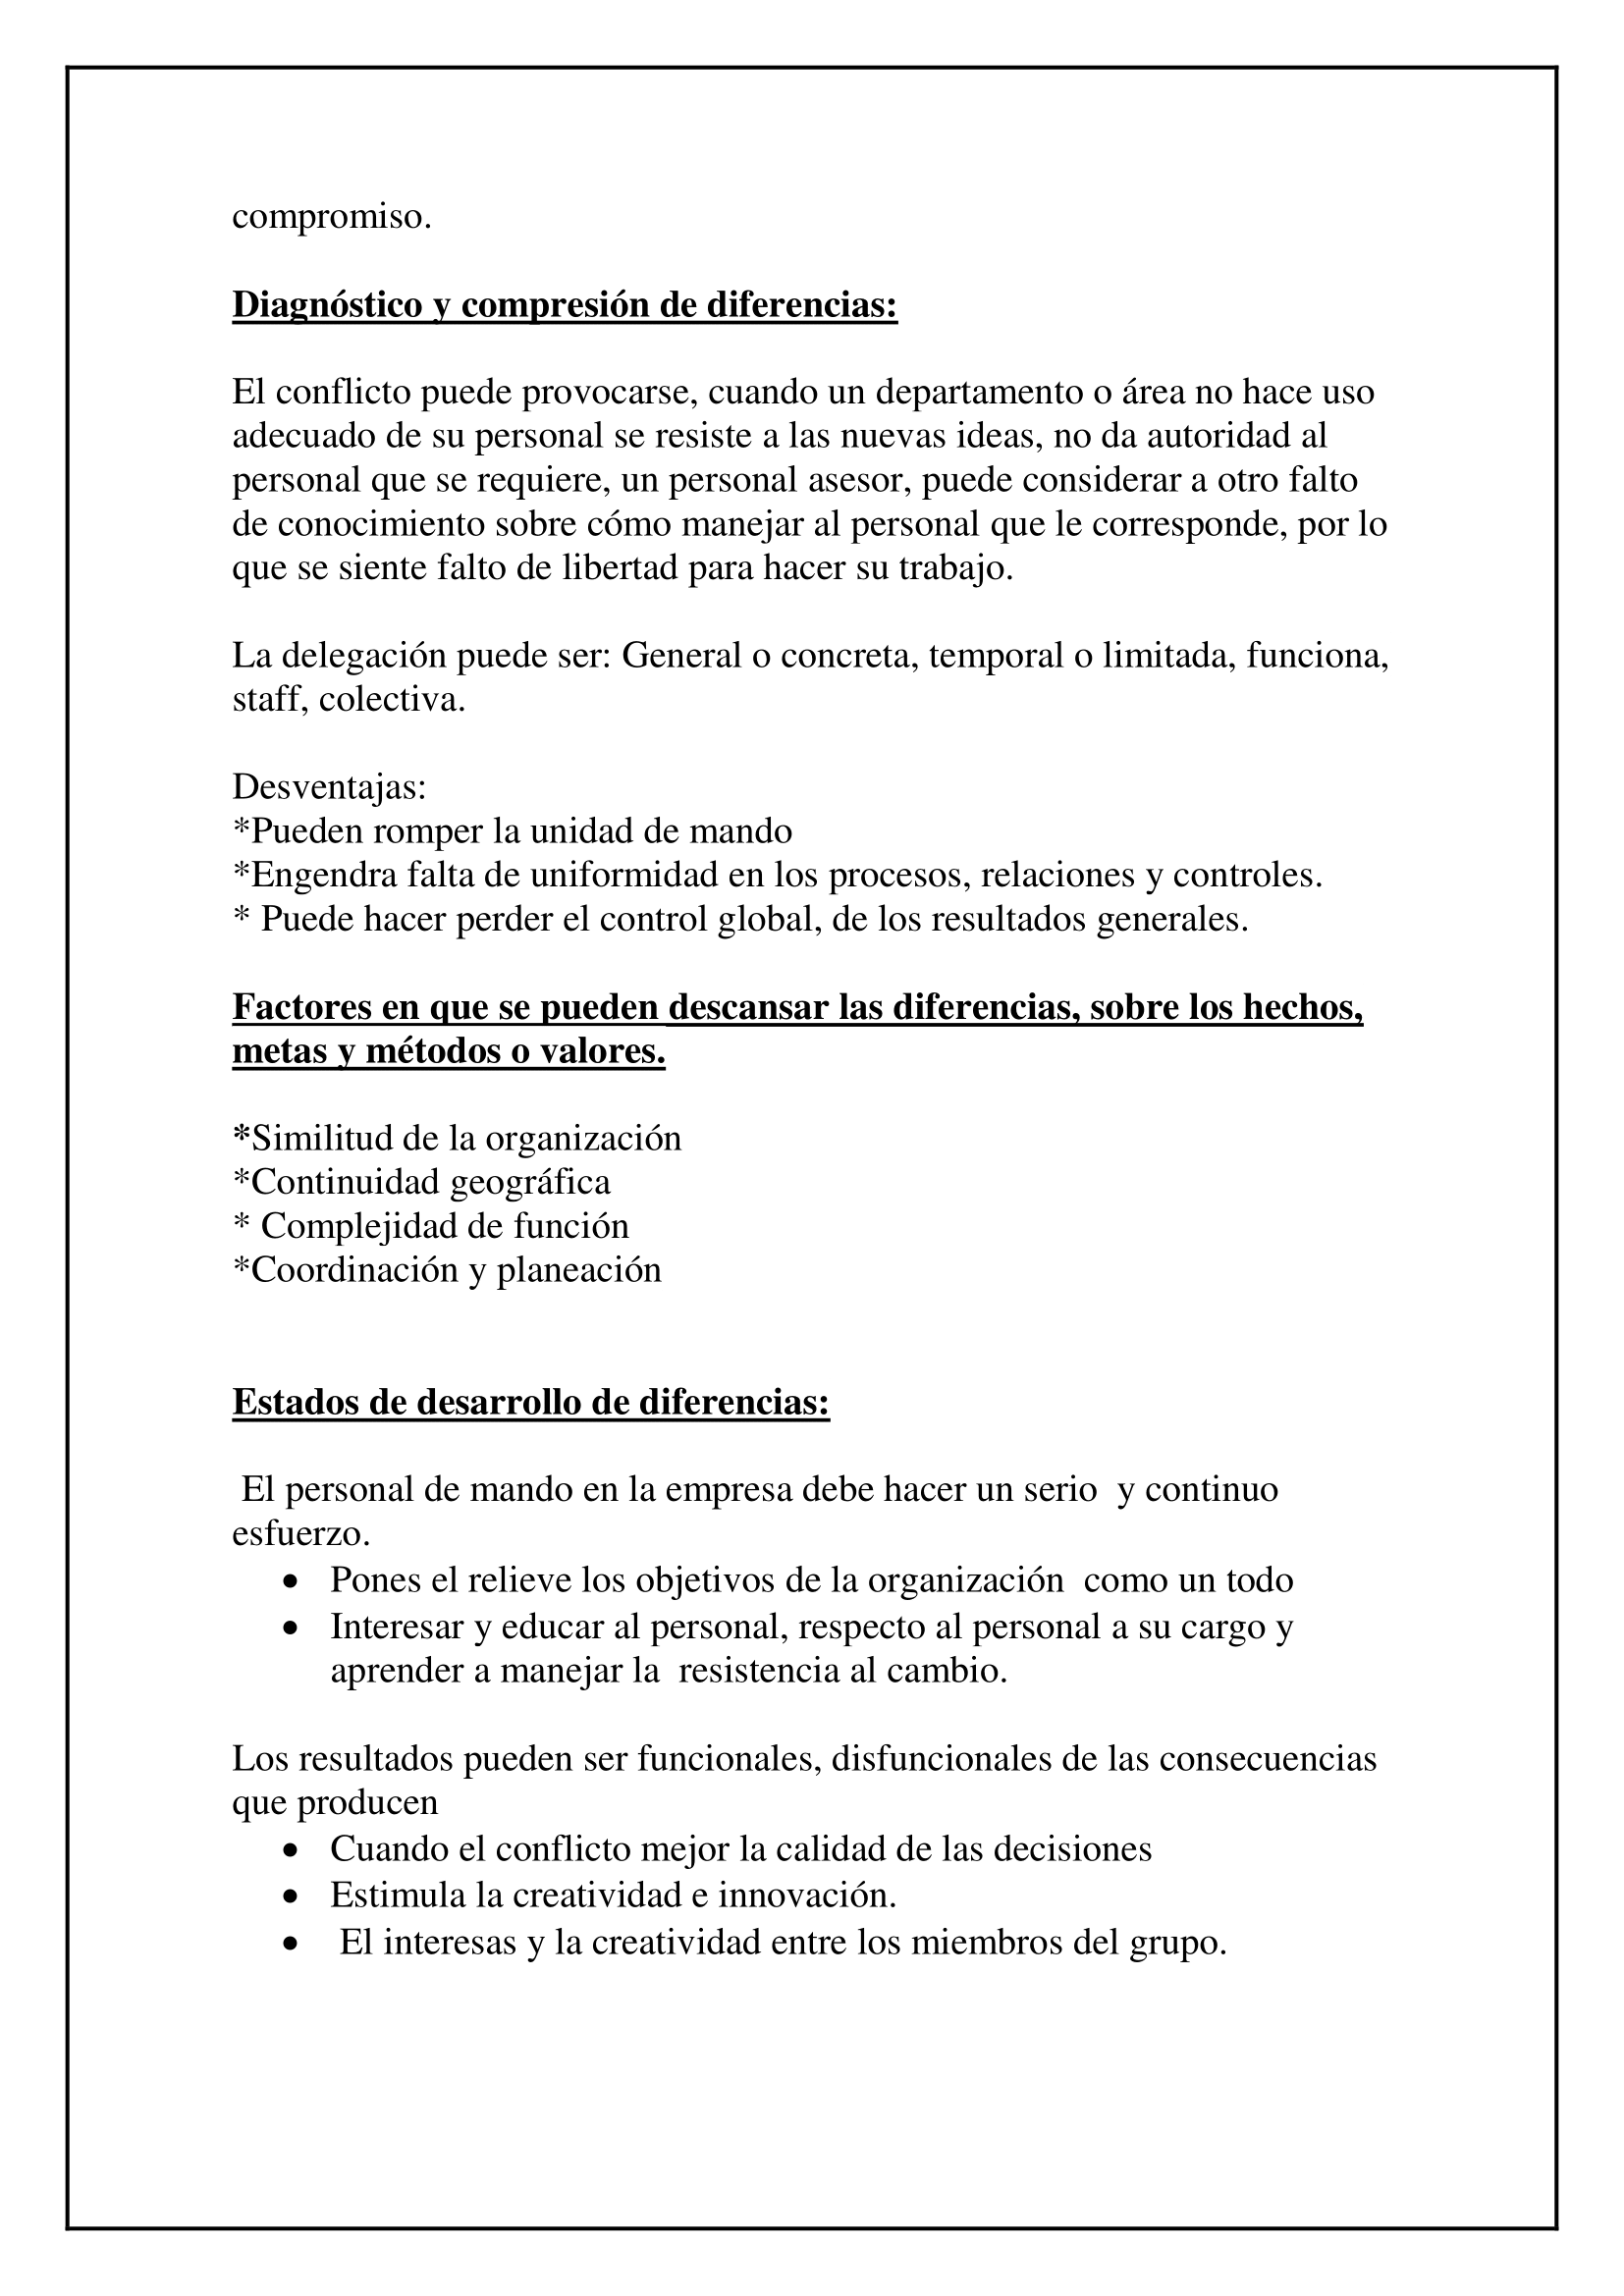 compromiso.
Diagnóstico y compresión de diferencias:
El conflicto puede provocarse, cuando un departamento o área no hace uso
adecuado de su personal se resiste a las nuevas ideas, no da autoridad al
personal que se requiere, un personal asesor, puede considerar a otro falto
de conocimiento sobre cómo manejar al personal que le corresponde, por lo
que se siente falto de libertad para hacer su trabajo.
La delegación puede ser: General o concreta, temporal o limitada, funciona,
staff, colectiva.
Desventajas:
*Pueden romper la unidad de mando
*Engendra falta de uniformidad en los procesos, relaciones y controles.
* Puede hacer perder el control global, de los resultados generales.
Factores en que se pueden descansar las diferencias, sobre los hechos,
metas y métodos o valores.
*Similitud de la organización
*Continuidad geográfica
* Complejidad de función
*Coordinación y planeación
Estados de desarrollo de diferencias:
El personal de mando en la empresa debe hacer un serio  y continuo
esfuerzo.
• Pones el relieve los objetivos de la organización  como un todo
• Interesar y educar al personal, respecto al personal a su cargo y
aprender a manejar la  resistencia al cambio.
Los resultados pueden ser funcionales, disfuncionales de las consecuencias
que producen
• Cuando el conflicto mejor la calidad de las decisiones
• Estimula la creatividad e innovación.
• El interesas y la creatividad entre los miembros del grupo.